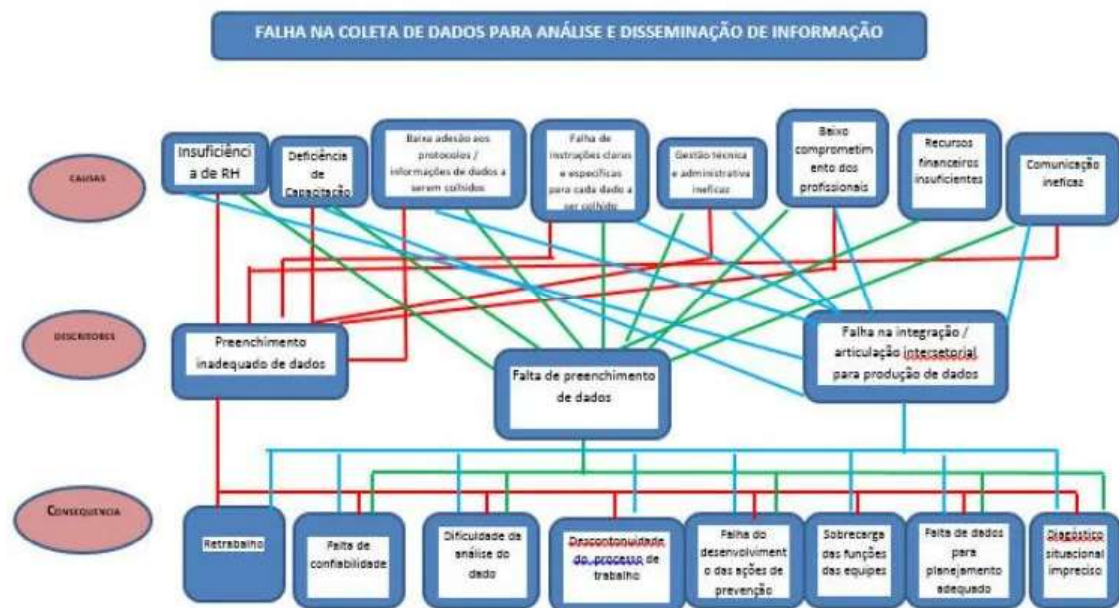 FALHA NA COLETA DE DADOS PARA ANÁLISE E DISSEMINAÇÃO DE INFORMAÇÃO
CAUSAS
Insuficiênci
a de RH
Deficiência
de
Capacitação
Baixa adesão aos
protocolos /
informações de dados a
serem colhidos
Falha de
instruções claras
e especificas
para cada dado a
ser colhido
Gestão técnica
e administrativa
ineficaz
Baixo
comprometim
ento dos
profissionais
Recursos
financeiros
insuficientes
Comunicação
ineficaz
DESCRITORES
Preenchimento
inadequado de dados
Falta de preenchimento
de dados
Falha na integração /
articulação intersetorial
para produção de dados
CONSEQUENCIA
Retrabalho
Falta de
confiabilidade
Dificuldade da
análise do
dado
Descontonuidade
do processo de
trabalho
Falha do
desenvolviment
o das ações de
prevenção
Sobrecarga
das funções
das equipes
Falta de dados
para
planejamento
adequado
Diagóstico
situacional
impreciso